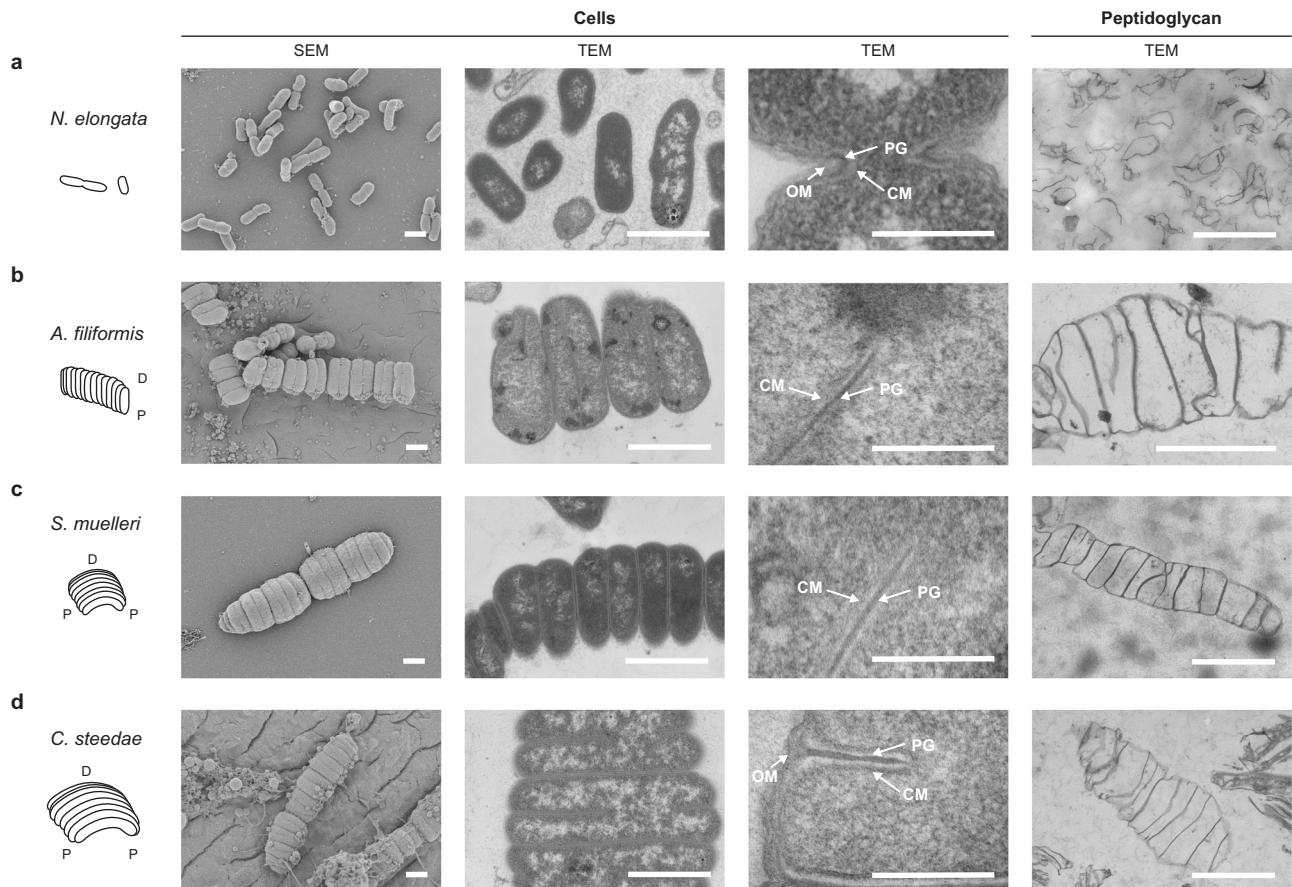 Cells
Peptidoglycan
SEM
TEM
TEM
TEM
a
N. elongata
PG
OM
CM
b
A. filiformis
D
P
CM
PG
c
S. muelleri
D
P
P
CM
PG
d
C. steedae
D
P
P
PG
OM
CM